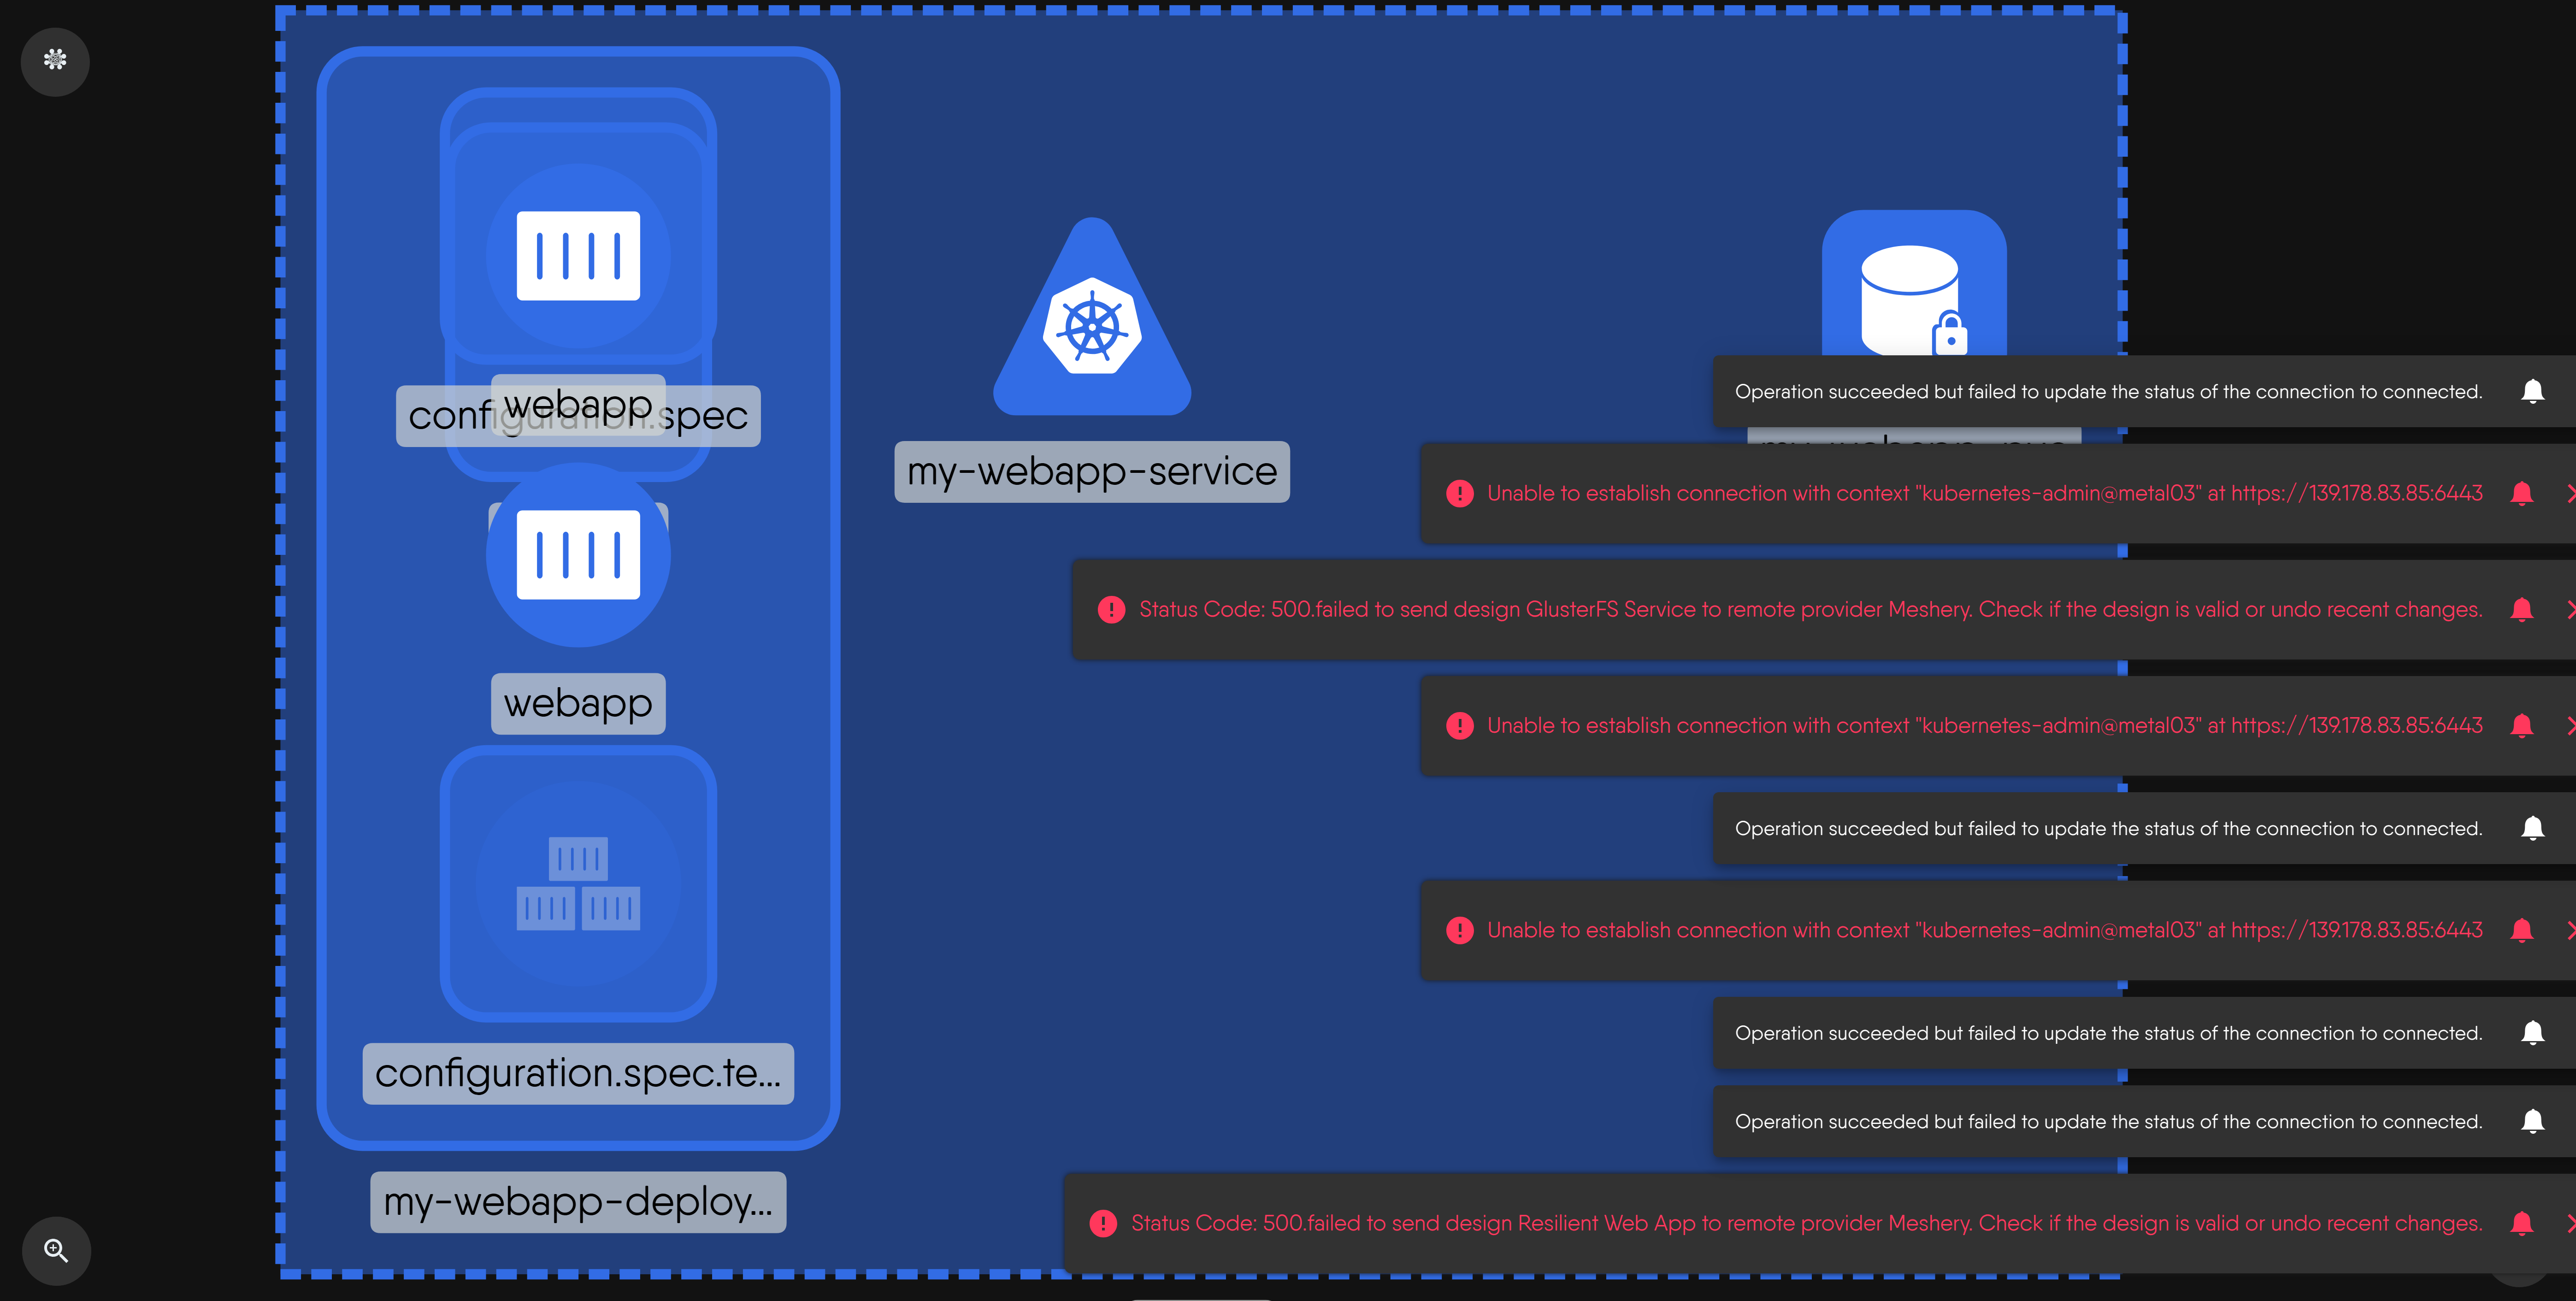 webapp
configuration.spec
webapp
configuration.spec.te...
my-webapp-deploy...
my-webapp-service
Operation succeeded but failed to update the status of the connection to connected.
Unable to establish connection with context "kubernetes-admin@metal03" at https://139.178.83.85:6443
Status Code: 500.failed to send design GlusterFS Service to remote provider Meshery. Check if the design is valid or undo recent changes.
Unable to establish connection with context "kubernetes-admin@metal03" at https://139.178.83.85:6443
Operation succeeded but failed to update the status of the connection to connected.
Unable to establish connection with context "kubernetes-admin@metal03" at https://139.178.83.85:6443
Operation succeeded but failed to update the status of the connection to connected.
Operation succeeded but failed to update the status of the connection to connected.
Status Code: 500.failed to send design Resilient Web App to remote provider Meshery. Check if the design is valid or undo recent changes.